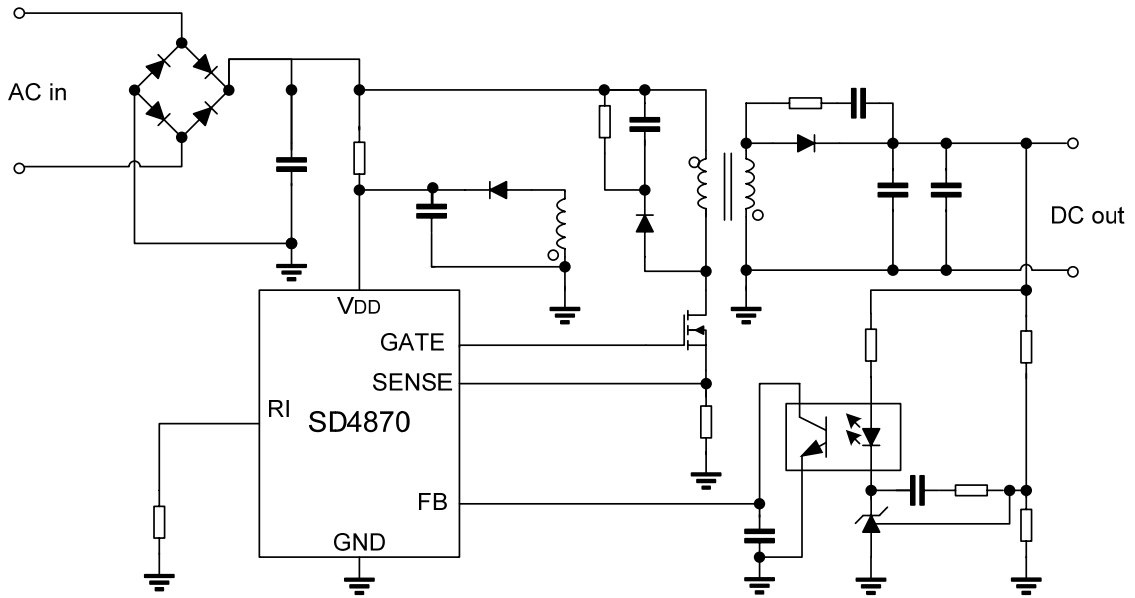 AC in
DC out
VDD
GATE
SENSE
RI
SD4870
FB
GND